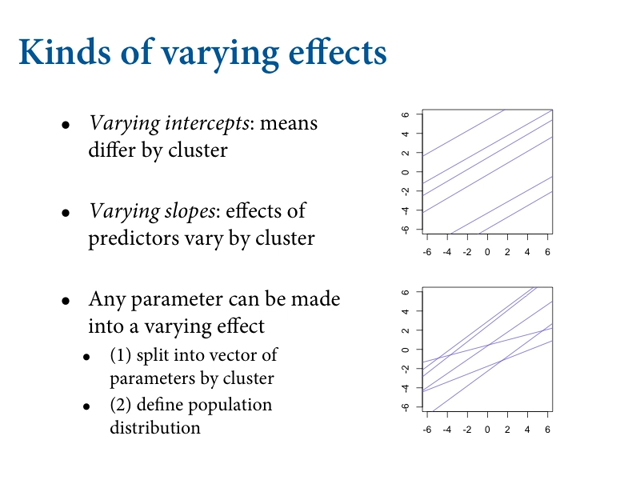 Kinds of varying effects
• Varying intercepts: means
differ by cluster
• Varying slopes: effects of
predictors vary by cluster
• Any parameter can be made
into a varying effect
• (1) split into vector of
parameters by cluster
• (2) define population
distribution
6
4
2
0
-2
-4
-6
-6 -4 -2 0 2 4 6
6
4
2
0
-2
-4
-6
-6 -4 -2 0 2 4 6